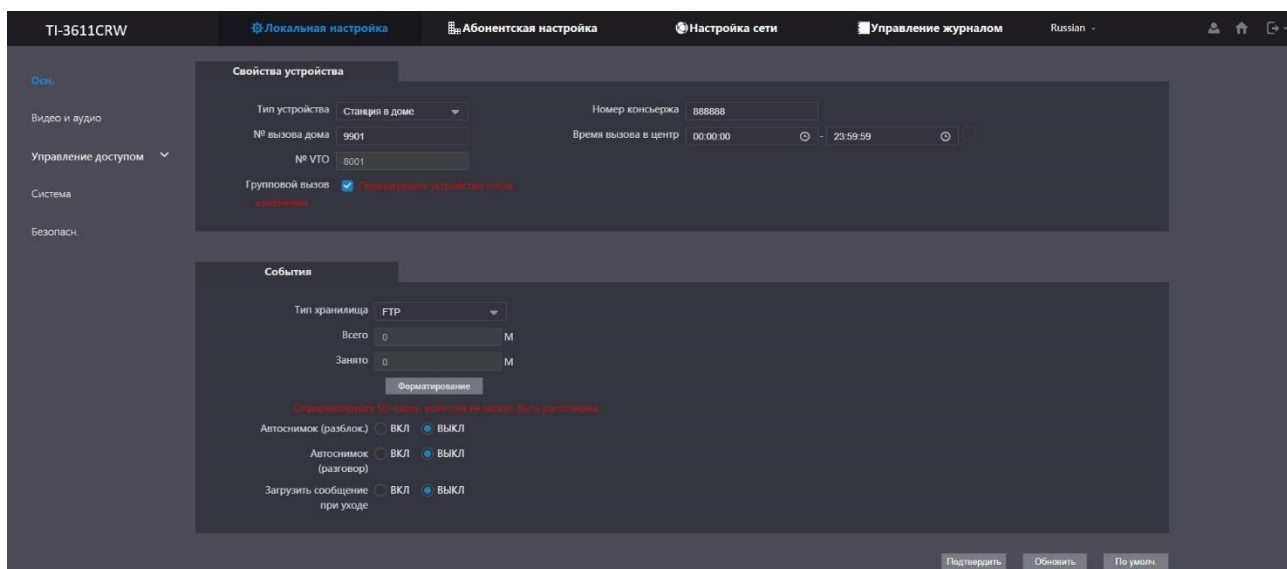 TI-3611CRW Локальная настройка Абонентская настройка Настройка сети Управление журналом Russian
Осн.
Видео и аудио
Управление доступом
Система
Безопасн.
Свойства устройства
Тип устройства Станция в доме Номер консьержа 888888
№ вызова дома 9901 Время вызова в центр 00:00:00 - 23:59:59
№ VTO 8001
Групповой вызов Перезагрузите устройство после
изменений
События
Тип хранилища FTP
Всего 0 М
Занято 0 М
Форматирование
Отформатируйте SD-карту, если она не может быть распознана
Автоснимок (разблок.) ВКЛ ВЫКЛ
Автоснимок ВКЛ ВЫКЛ
(разговор)
Загрузить сообщение ВКЛ ВЫКЛ
при уходе
Подтвердить Обновить По умолч.